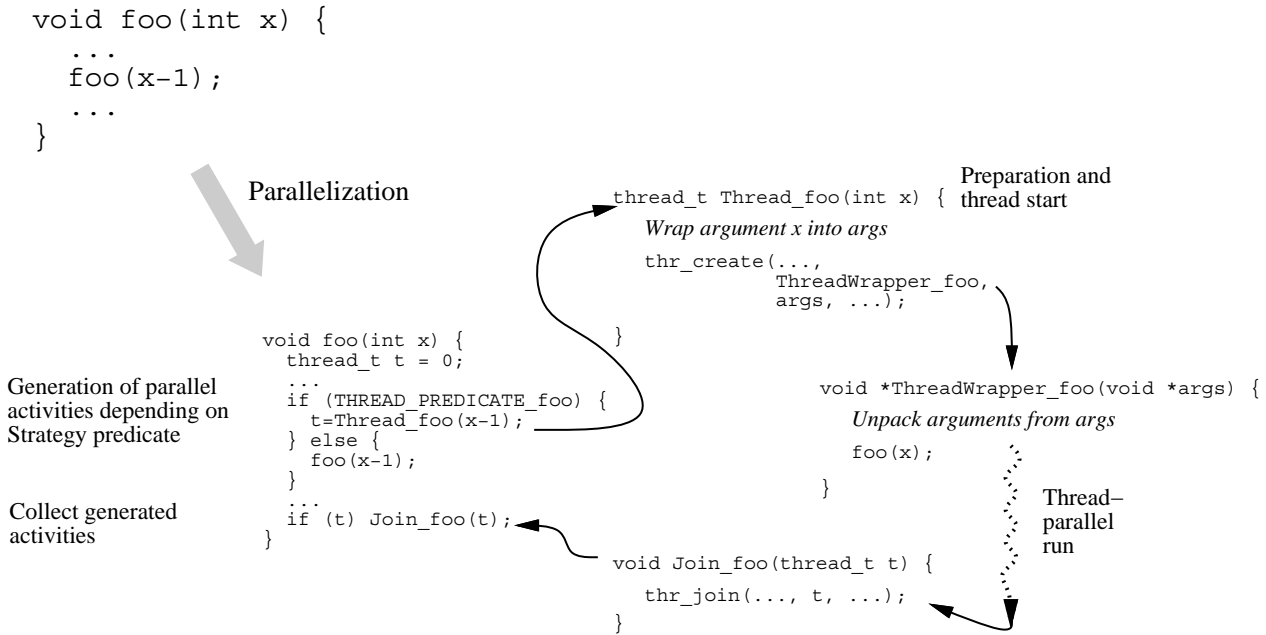 void foo(int x) {
...
foo(x−1);
...
}
Parallelization
thread_t Thread_foo(int x) {
Preparation and
thread start
Wrap argument x into args
thr_create(...,
ThreadWrapper_foo,
args, ...);
}
void foo(int x) {
thread_t t = 0;
...
if (THREAD_PREDICATE_foo) {
t=Thread_foo(x−1);
} else {
foo(x−1);
}
...
if (t) Join_foo(t);
}
Generation of parallel
activities depending on
Strategy predicate
Collect generated
activities
void *ThreadWrapper_foo(void *args) {
Unpack arguments from args
foo(x);
}
Thread−
parallel
run
void Join_foo(thread_t t) {
thr_join(..., t, ...);
}